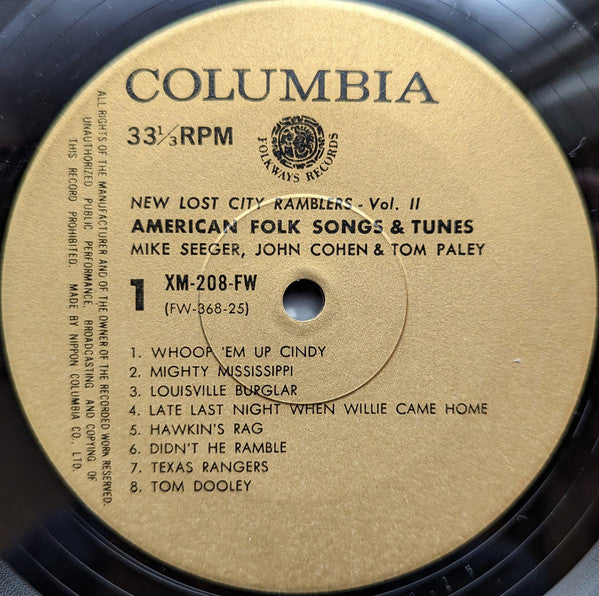 COLUMBIA
33⅓RPM
FOLKWAYS RECORDS
NEW LOST CITY RAMBLERS - Vol. II
AMERICAN FOLK SONGS & TUNES
MIKE SEEGER, JOHN COHEN & TOM PALEY
1 XM-208-FW
(FW-368-25)
1. WHOOP 'EM UP CINDY
2. MIGHTY MISSISSIPPI
3. LOUISVILLE BURGLAR
4. LATE LAST NIGHT WHEN WILLIE CAME HOME
5. HAWKIN'S RAG
6. DIDN'T HE RAMBLE
7. TEXAS RANGERS
8. TOM DOOLEY
ALL RIGHTS OF THE MANUFACTURER AND OF THE OWNER OF THE RECORDED WORK RESERVED.
UNAUTHORIZED PUBLIC PERFORMANCE, BROADCASTING AND COPYING OF
THIS RECORD PROHIBITED. MADE BY NIPPON COLUMBIA CO., LTD.